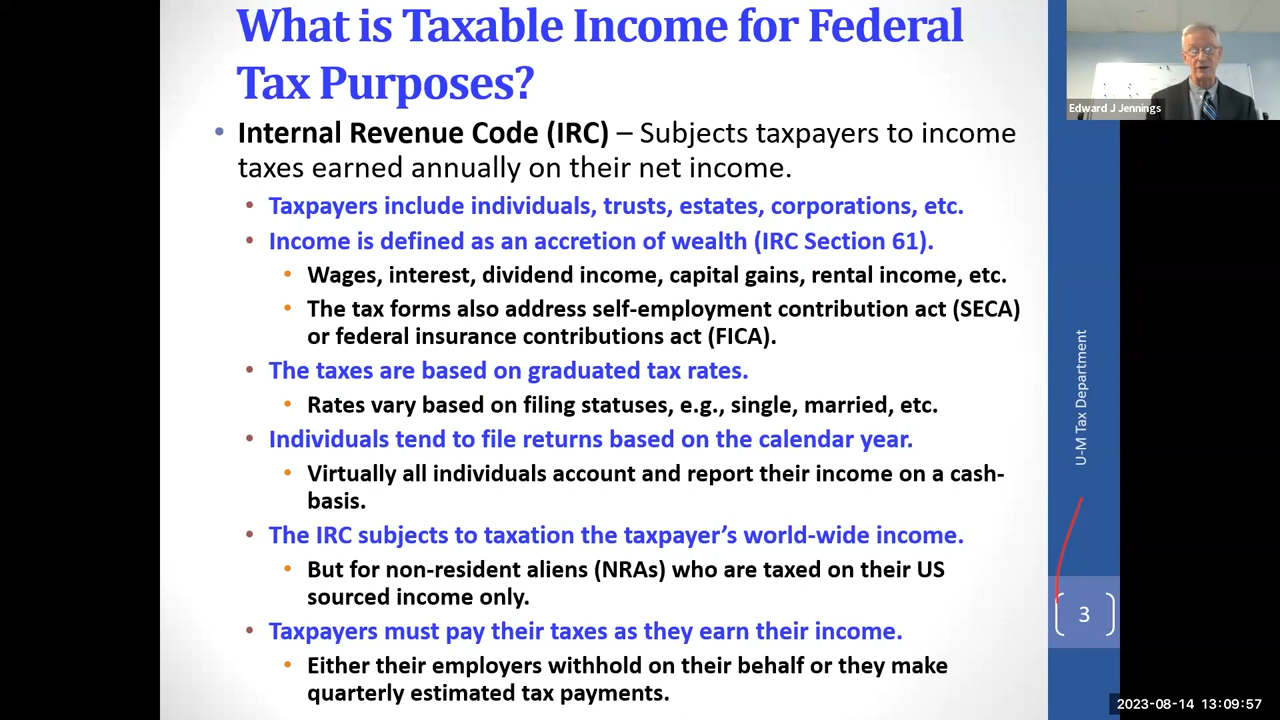 What is Taxable Income for Federal
Tax Purposes?
• Internal Revenue Code (IRC) – Subjects taxpayers to income
taxes earned annually on their net income.
• Taxpayers include individuals, trusts, estates, corporations, etc.
• Income is defined as an accretion of wealth (IRC Section 61).
• Wages, interest, dividend income, capital gains, rental income, etc.
• The tax forms also address self-employment contribution act (SECA)
or federal insurance contributions act (FICA).
• The taxes are based on graduated tax rates.
• Rates vary based on filing statuses, e.g., single, married, etc.
• Individuals tend to file returns based on the calendar year.
• Virtually all individuals account and report their income on a cash-
basis.
• The IRC subjects to taxation the taxpayer’s world-wide income.
• But for non-resident aliens (NRAs) who are taxed on their US
sourced income only.
• Taxpayers must pay their taxes as they earn their income.
• Either their employers withhold on their behalf or they make
quarterly estimated tax payments.
Edward J Jennings
U-M Tax Department
3
2023-08-14 13:09:57